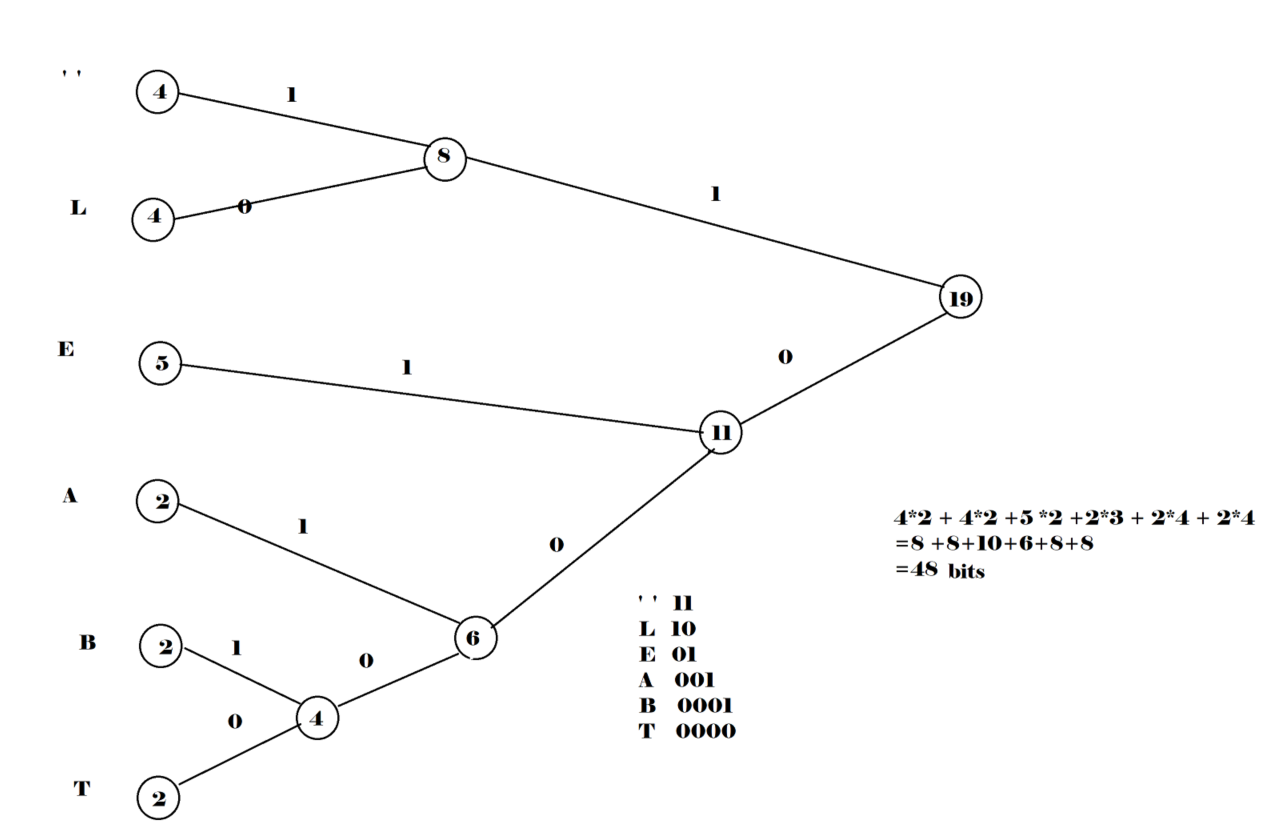 ' ' 4 1
8
1
L 4 0
19
E 5 1
0
11
A 2 1
0
4*2 + 4*2 +5 *2 +2*3 + 2*4 + 2*4
=8 +8+10+6+8+8
=48 bits
B 2 1
0
6
0
4
T 2
' ' 11
L 10
E 01
A 001
B 0001
T 0000